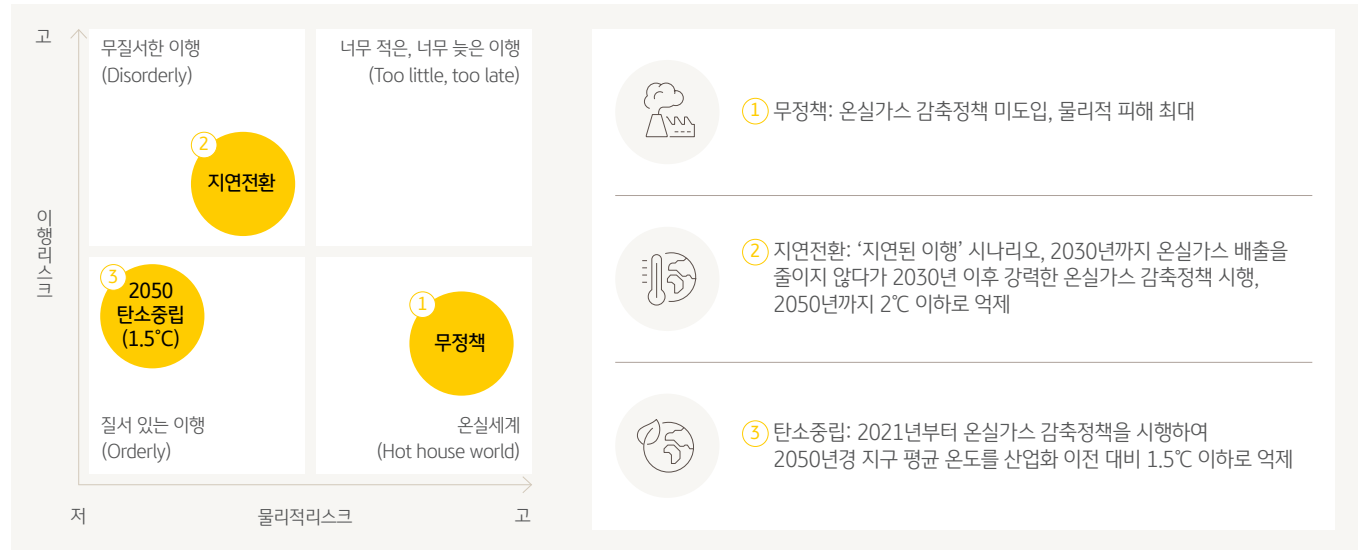 고
무질서한 이행
(Disorderly)
너무 적은, 너무 늦은 이행
(Too little, too late)
2
지연전환
이행리스크
3
2050
탄소중립
(1.5˚C)
1
무정책
질서 있는 이행
(Orderly)
온실세계
(Hot house world)
저
물리적리스크
고
1 무정책: 온실가스 감축정책 미도입, 물리적 피해 최대
2 지연전환: ‘지연된 이행’ 시나리오, 2030년까지 온실가스 배출을
줄이지 않다가 2030년 이후 강력한 온실가스 감축정책 시행,
2050년까지 2℃ 이하로 억제
3 탄소중립: 2021년부터 온실가스 감축정책을 시행하여
2050년경 지구 평균 온도를 산업화 이전 대비 1.5℃ 이하로 억제